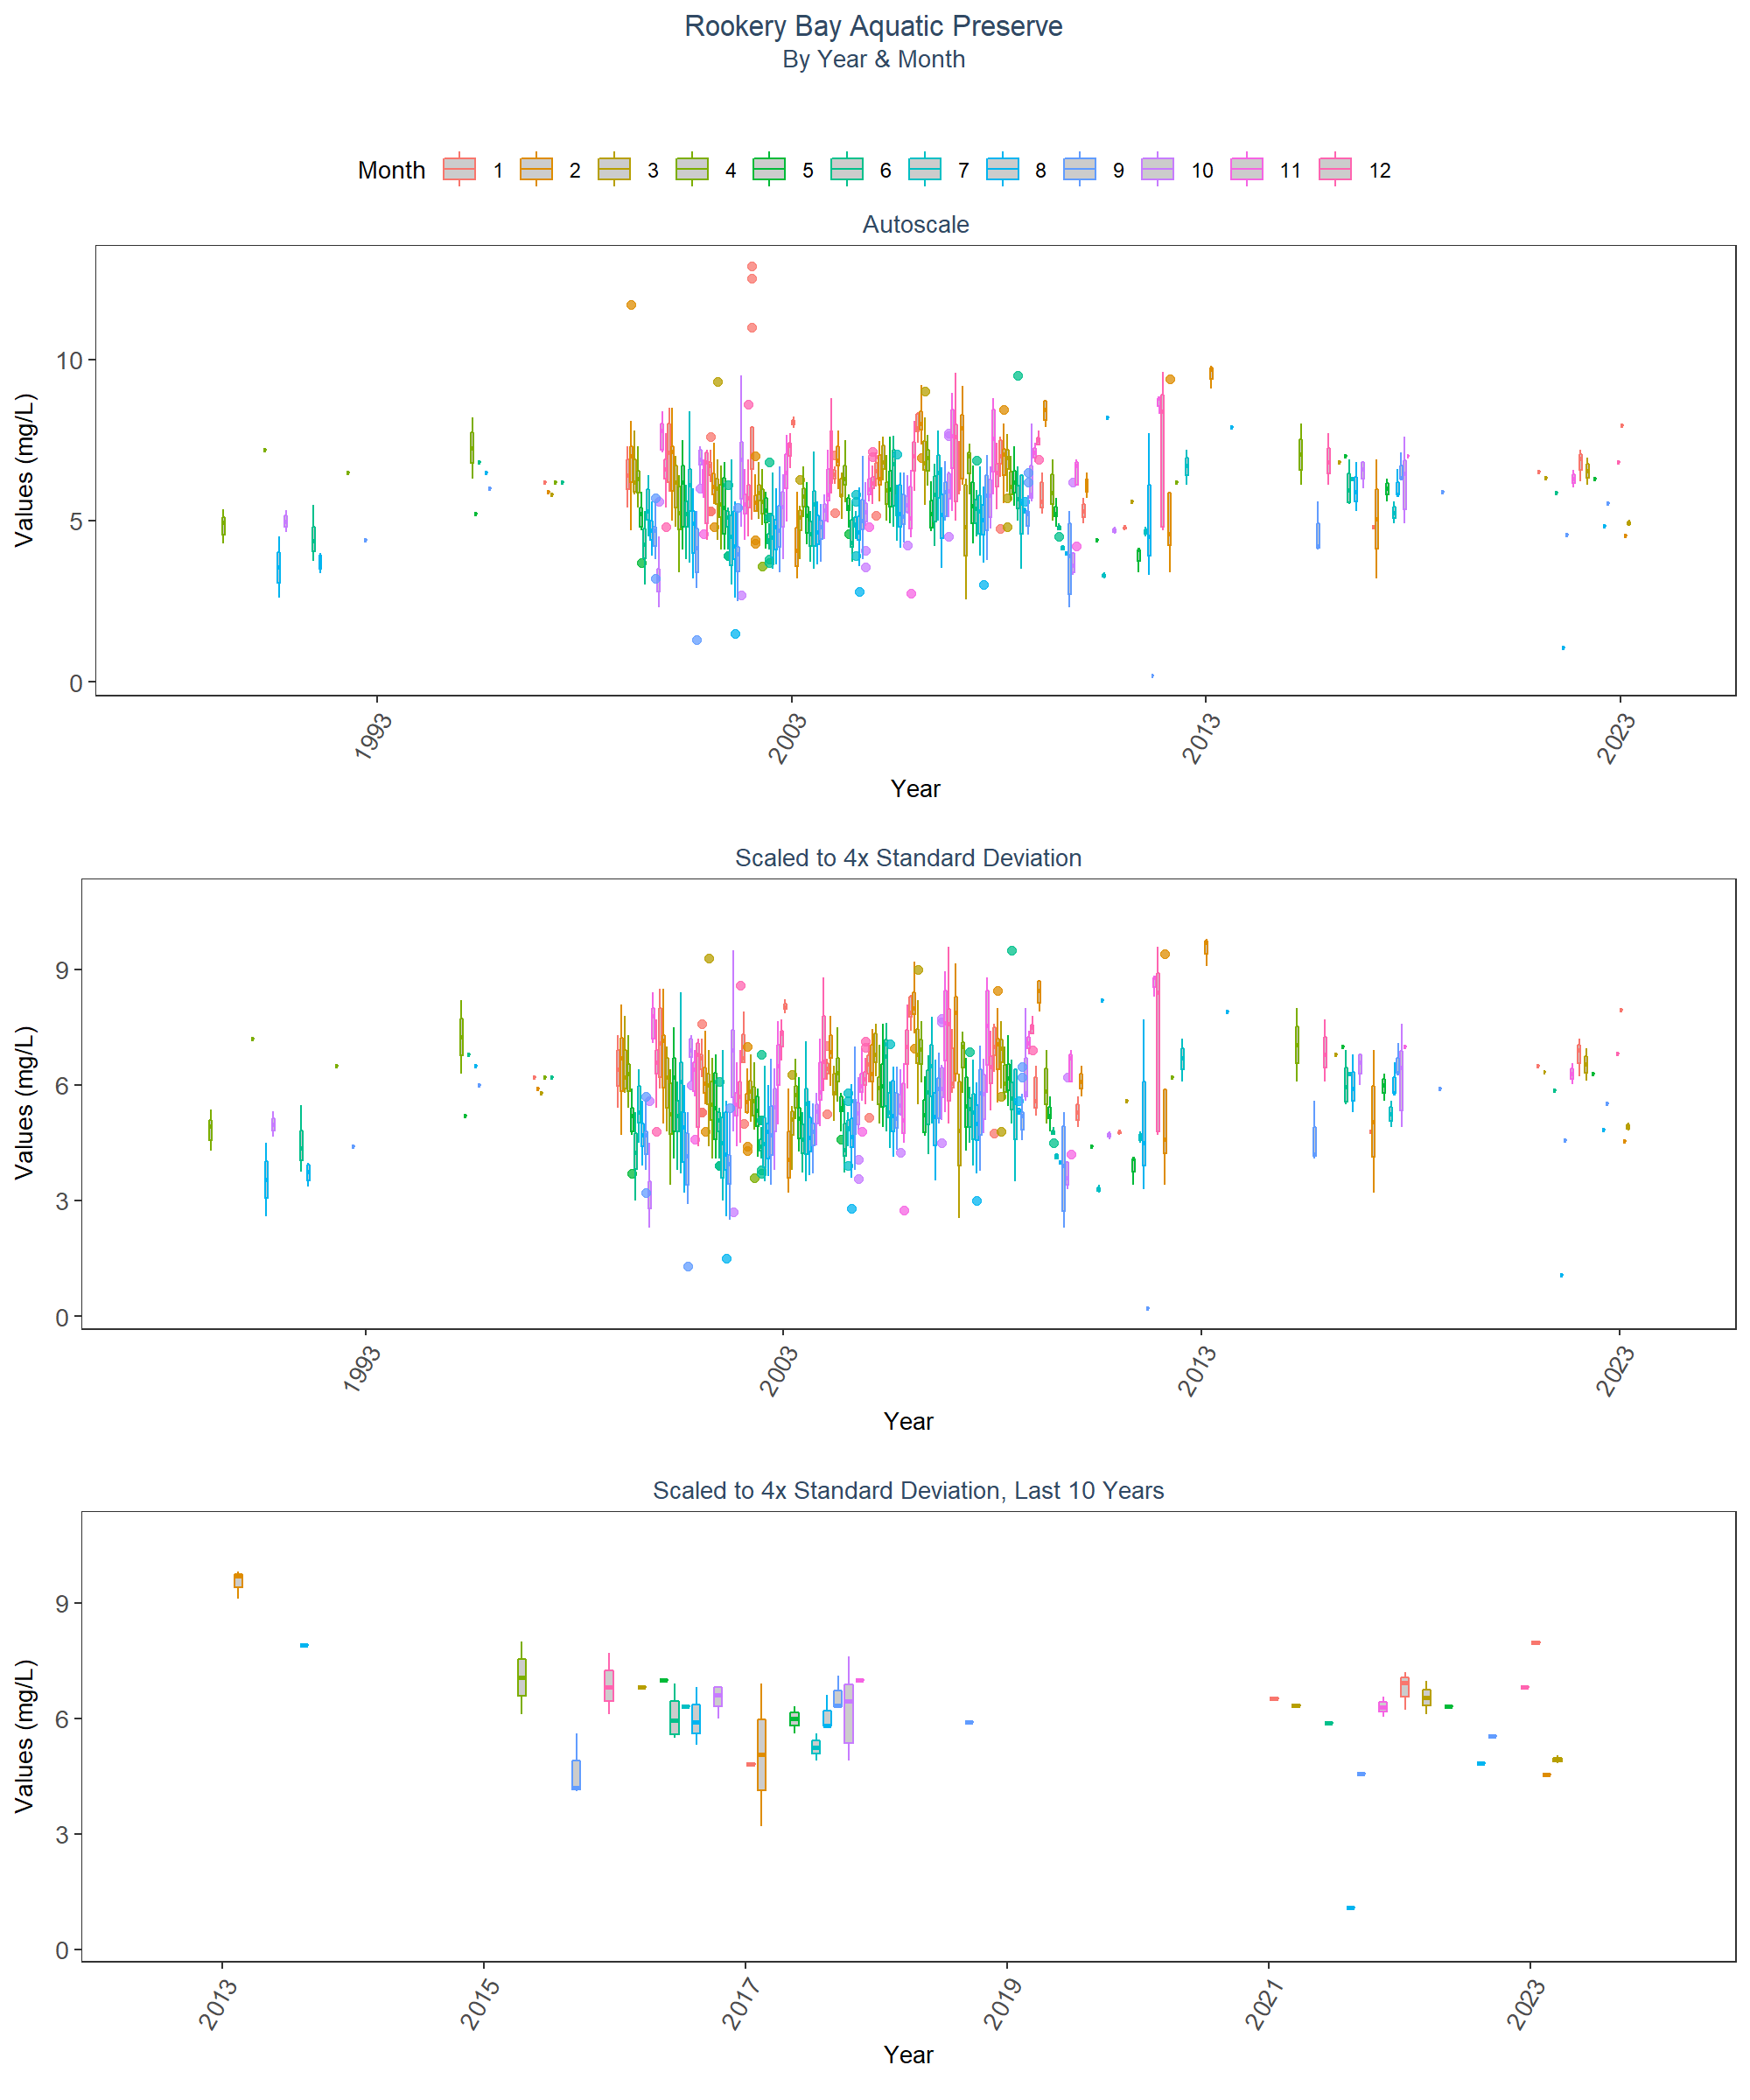 Rookery Bay Aquatic Preserve
By Year & Month
Month 1 2 3 4 5 6 7 8 9 10 11 12
Autoscale
Values (mg/L)
10
5
0
1993 2003 2013 2023
Year
Scaled to 4x Standard Deviation
Values (mg/L)
9
6
3
0
1993 2003 2013 2023
Year
Scaled to 4x Standard Deviation, Last 10 Years
Values (mg/L)
9
6
3
0
2013 2015 2017 2019 2021 2023
Year